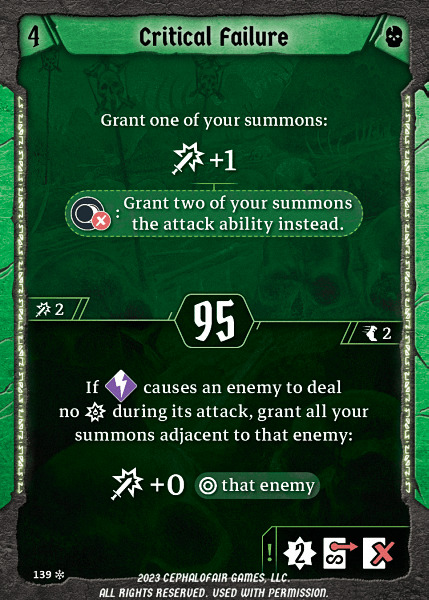 4
Critical Failure
Grant one of your summons:
+1
: Grant two of your summons
the attack ability instead.
2
95
2
If causes an enemy to deal
no during its attack, grant all your
summons adjacent to that enemy:
+0 that enemy
! 2
139
2023 CEPHALOFAIR GAMES, LLC.
ALL RIGHTS RESERVED. USED WITH PERMISSION.